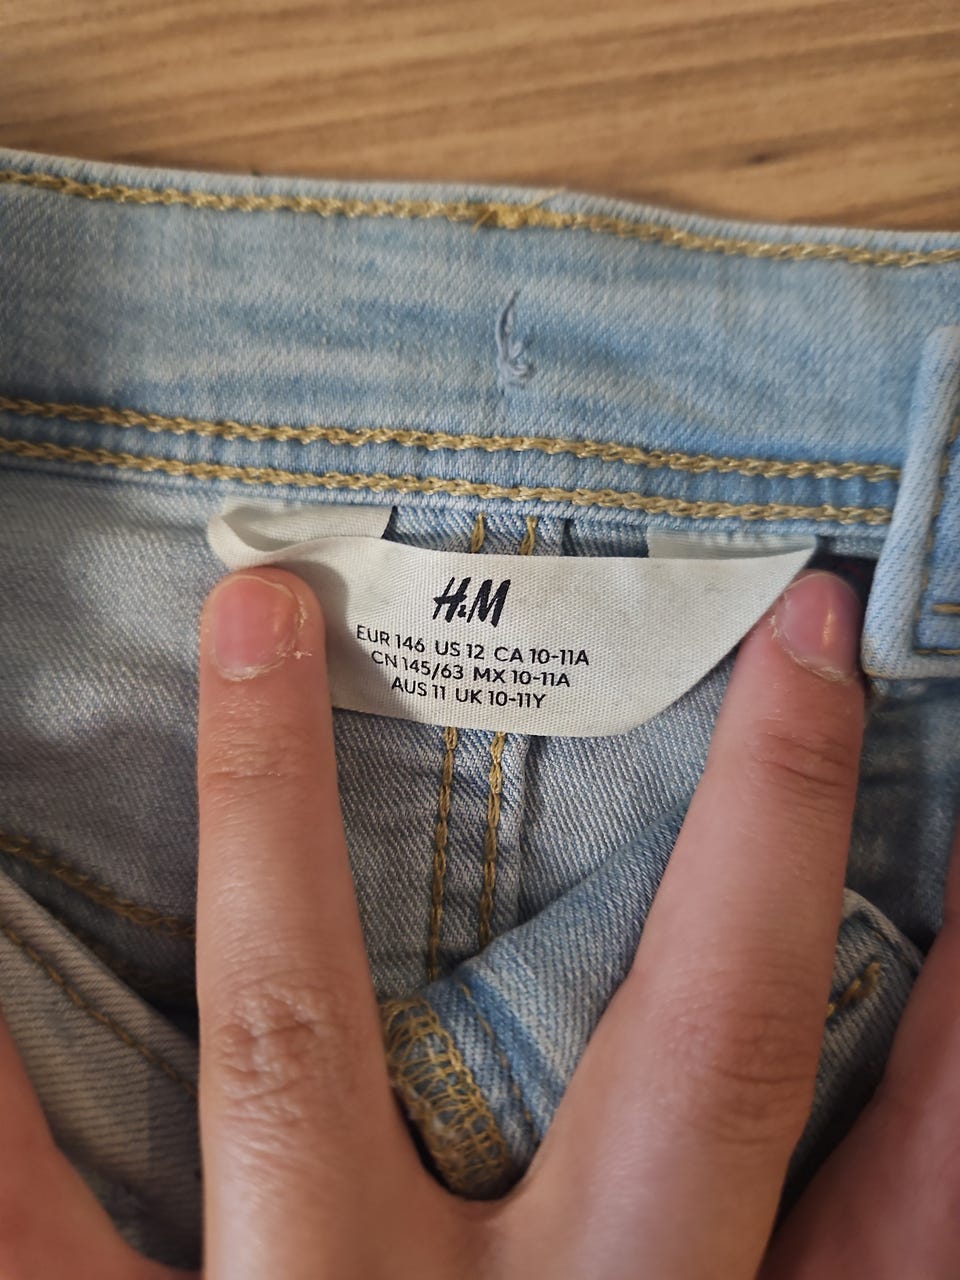 H&M
EUR 146 US 12 CA 10-11A
CN 145/63 MX 10-11A
AUS 11 UK 10-11Y